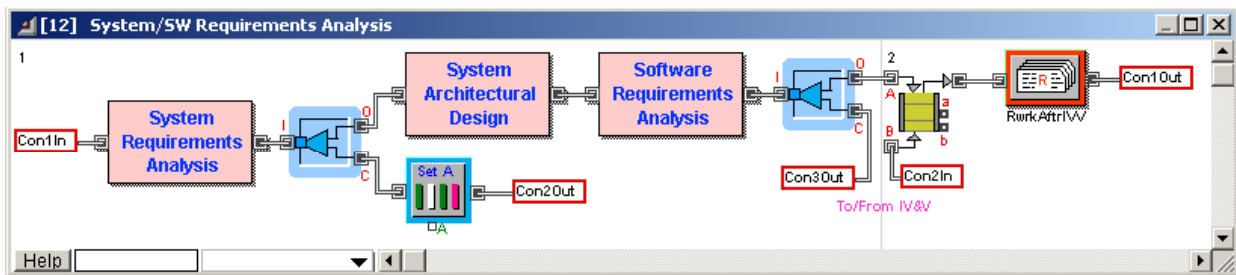 [12] System/SW Requirements Analysis
1
2
Con1In
System
Requirements
Analysis
I
O
C
System
Architectural
Design
Set A
A
Con2Out
Software
Requirements
Analysis
I
O
C
Con3Out
A
B
a
b
Con2In
To/From IV&V
R
RwrkAftrIVV
Con1Out
Help